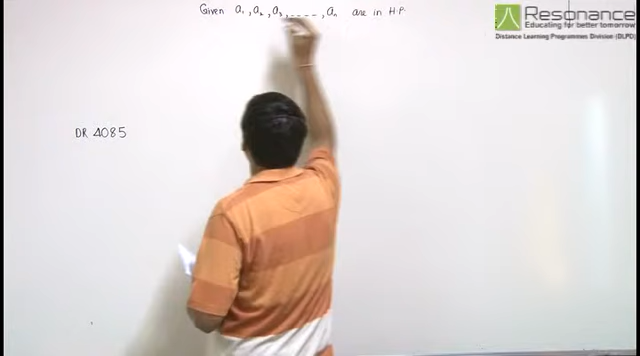 Given a₁, a₂, a₃, ....., aₙ are in H.P.
Resonance
Educating for better tomorrow
Distance Learning Programmes Division (DLPD)
DR 4085